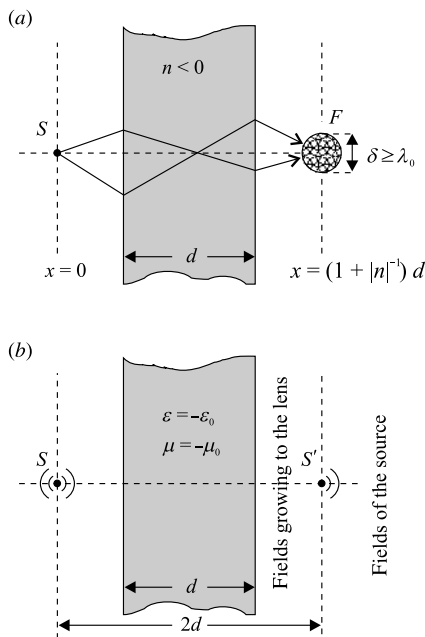 (a)
n < 0
S
F
δ ≥ λ₀
d
x = 0
x = (1 + |n|⁻¹) d
(b)
ε = −ε₀
μ = −μ₀
S
S′
Fields growing to the lens
Fields of the source
d
2d